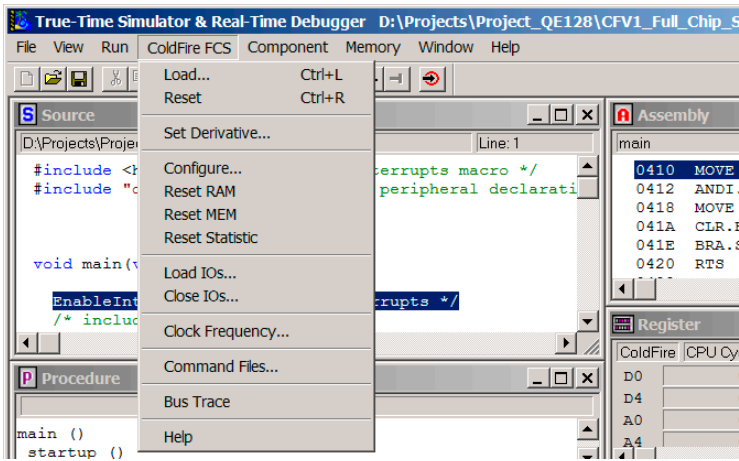 True-Time Simulator & Real-Time Debugger D:\Projects\Project_QE128\CFV1_Full_Chip_S
File View Run ColdFire FCS Component Memory Window Help
Load... Ctrl+L
Reset Ctrl+R
Set Derivative...
Configure...
Reset RAM
Reset MEM
Reset Statistic
Load IOs...
Close IOs...
Clock Frequency...
Command Files...
Bus Trace
Help
S Source
D:\Projects\Projec
Line: 1
#include <h
errupts macro */
#include "d
peripheral declarati
void main(v
EnableInt
rrupts */
/* includ
P Procedure
main ()
startup ()
A Assembly
main
0410 MOVE
0412 ANDI.
0418 MOVE
041A CLR.B
041E BRA.S
0420 RTS
Register
ColdFire CPU Cy
D0
D4
A0
A4